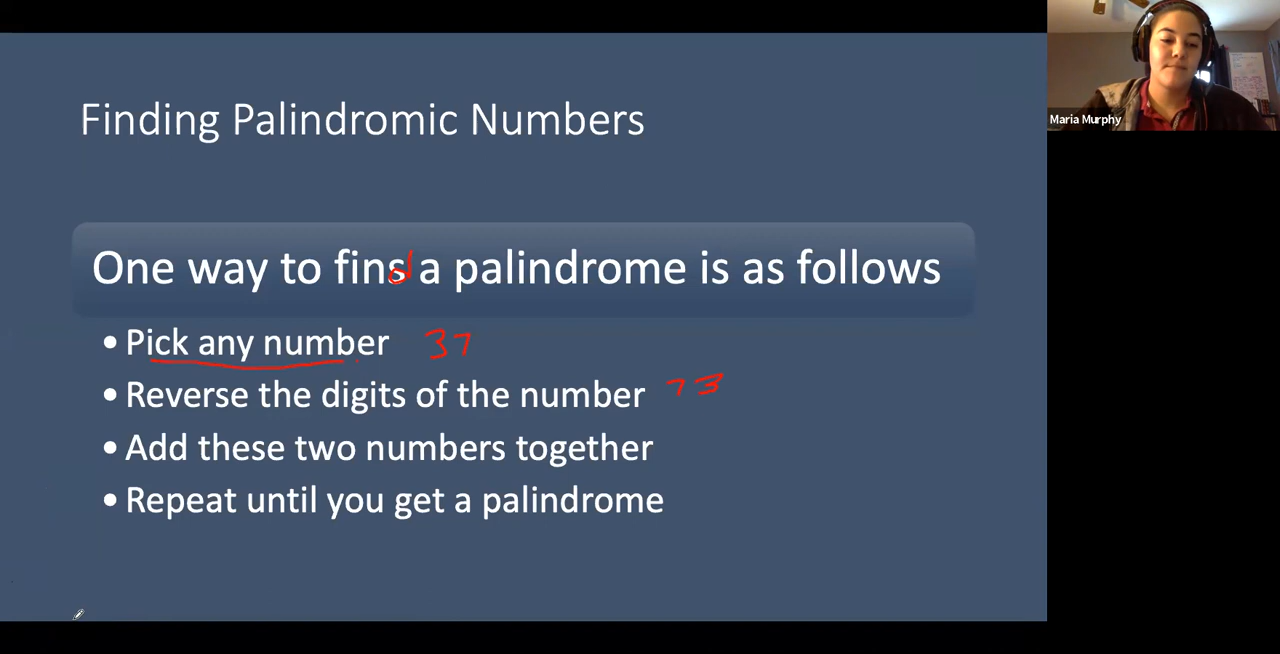 Finding Palindromic Numbers
Maria Murphy
One way to fins d a palindrome is as follows
• Pick any number 37
• Reverse the digits of the number 73
• Add these two numbers together
• Repeat until you get a palindrome